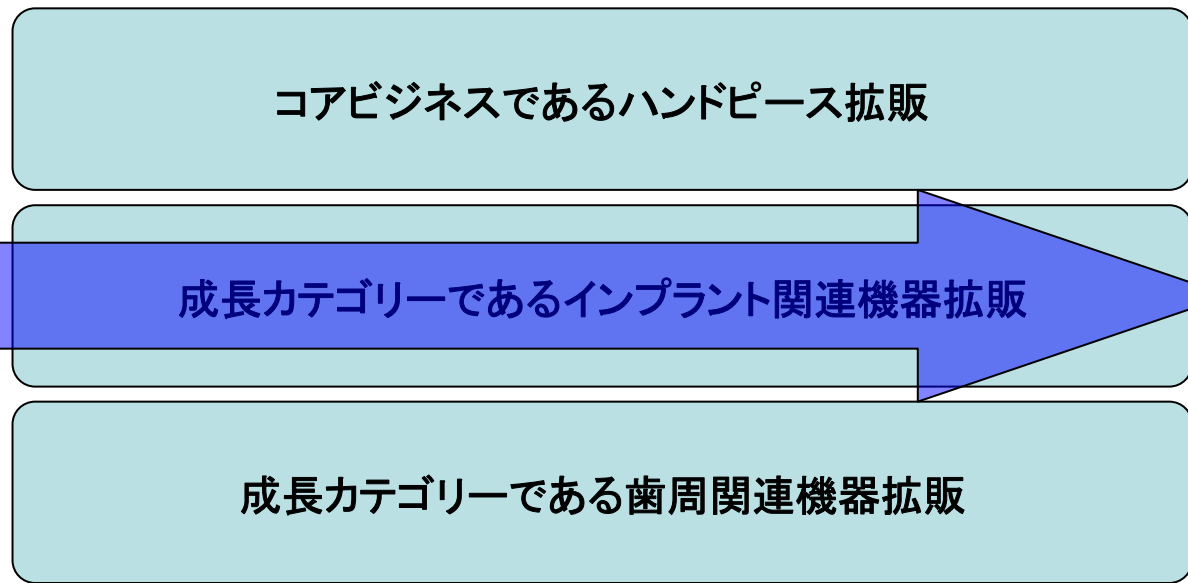 コアビジネスであるハンドピース拡販
成長カテゴリーであるインプラント関連機器拡販
成長カテゴリーである歯周関連機器拡販